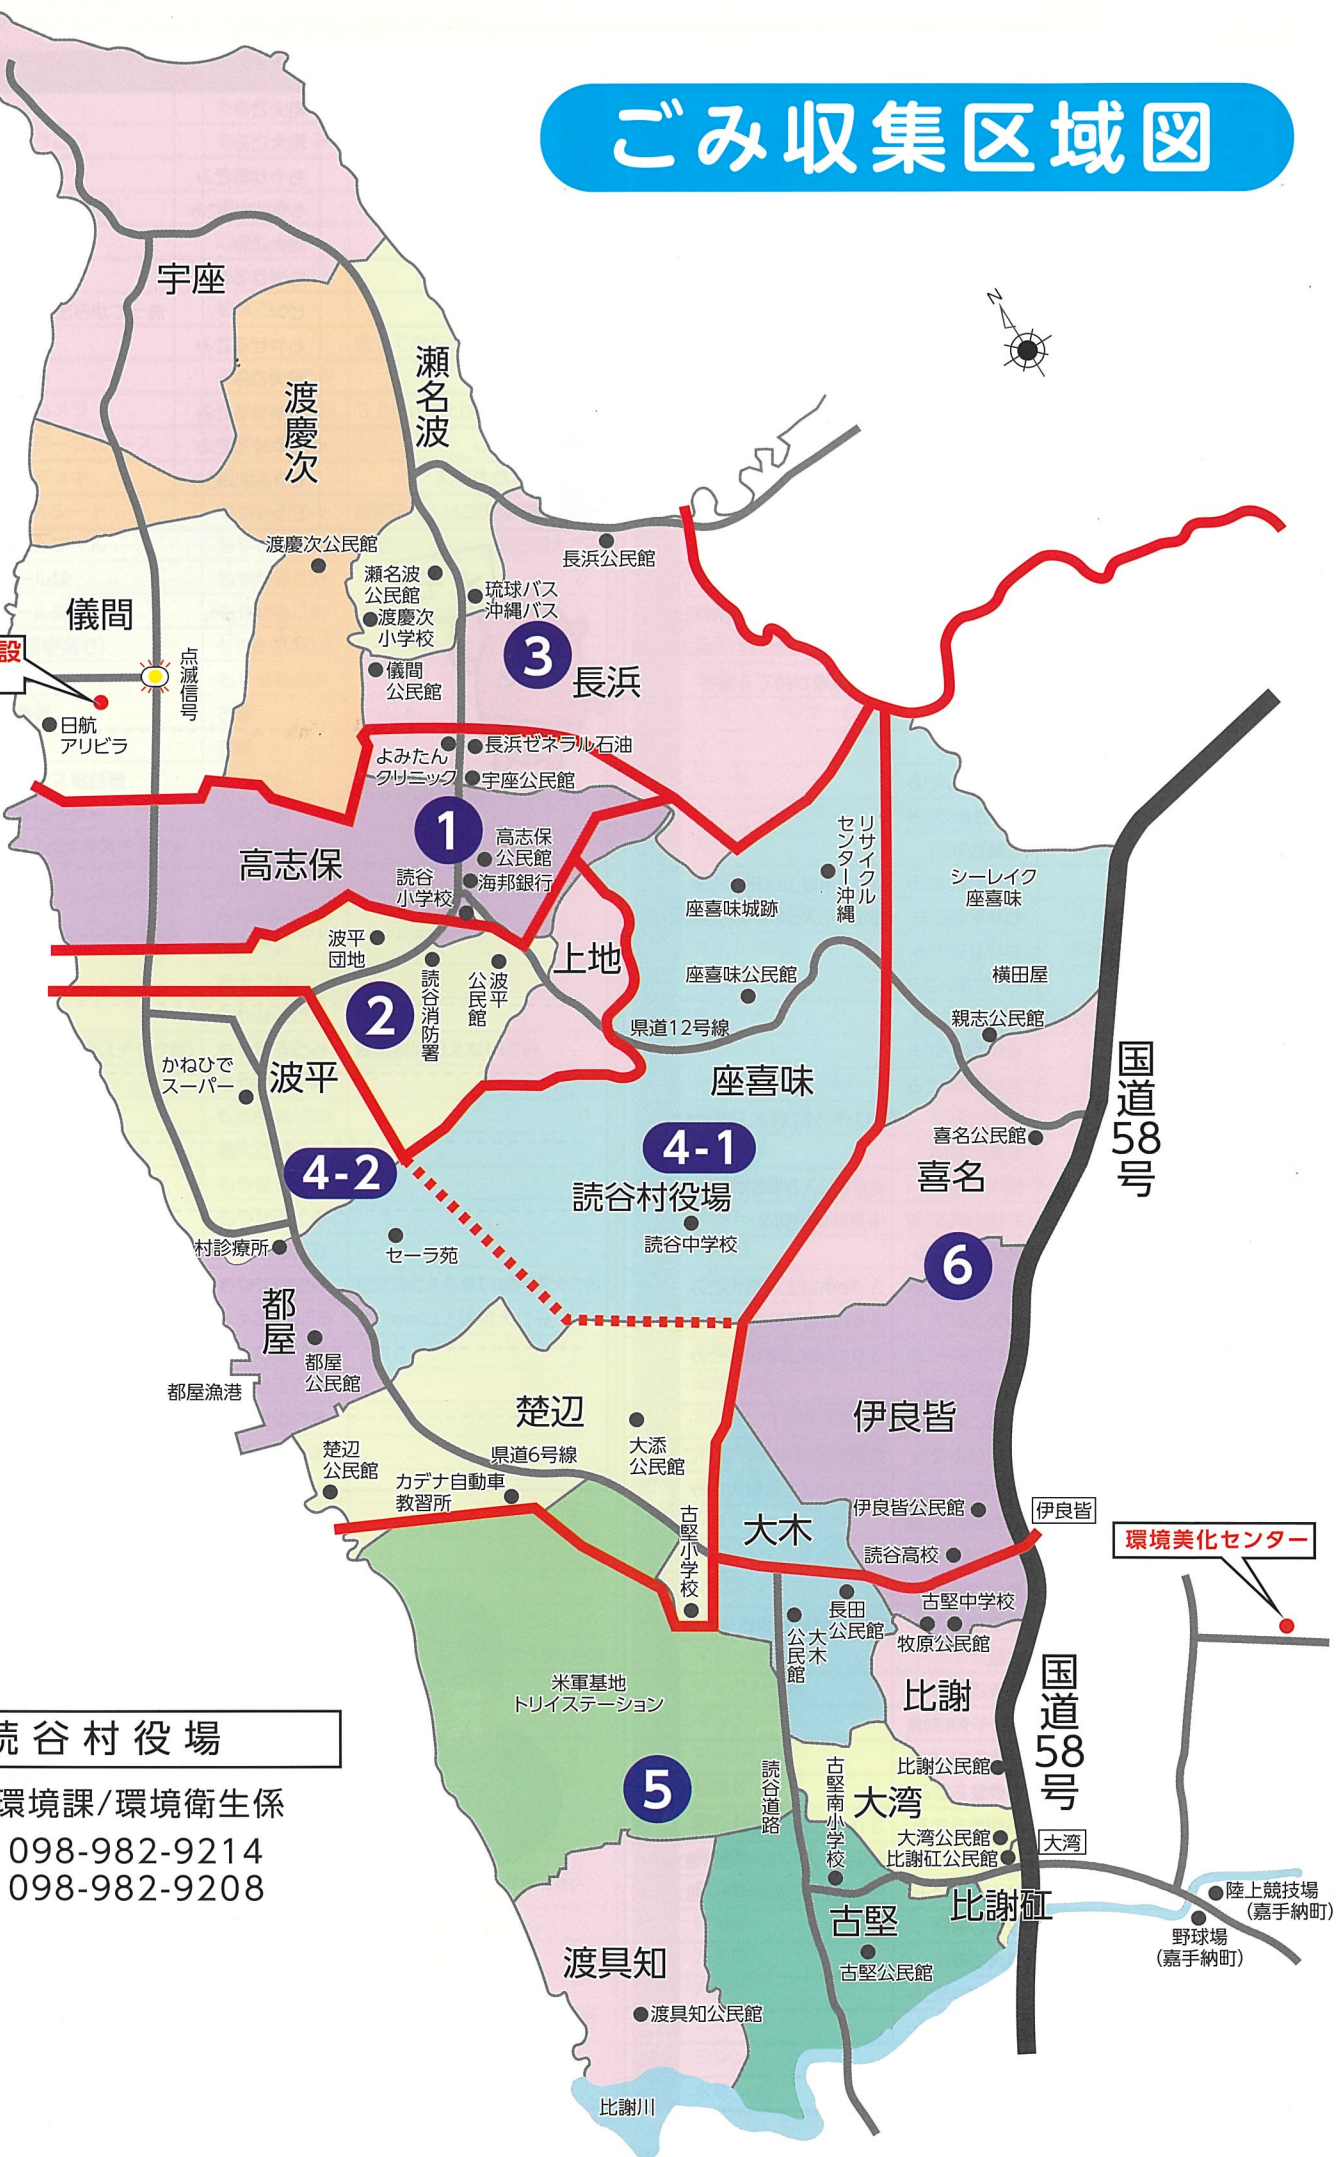 ごみ収集区域図
N
宇座
瀬名波
渡慶次
長浜公民館
渡慶次公民館
瀬名波
公民館
琉球バス
沖縄バス
渡慶次
小学校
儀間
3
長浜
点滅信号
儀間
公民館
設
日航
アリビラ
よみたん
クリニック
長浜ゼネラル石油
宇座公民館
1
高志保
高志保
公民館
読谷
小学校
海邦銀行
リサイクル
センター沖縄
座喜味城跡
シーレイク
座喜味
波平
団地
読谷消防署
波平
公民館
上地
座喜味公民館
横田屋
2
県道12号線
親志公民館
かねひで
スーパー
波平
座喜味
国道58号
喜名公民館
4-2
4-1
喜名
読谷村役場
読谷中学校
村診療所
セーラ苑
6
都屋
都屋
公民館
都屋漁港
楚辺
伊良皆
大添
公民館
県道6号線
楚辺
公民館
カデナ自動車
教習所
古堅小学校
大木
伊良皆公民館
伊良皆
読谷高校
環境美化センター
長田
公民館
大木
公民館
古堅中学校
牧原公民館
米軍基地
トリイステーション
比謝
国道58号
読谷村役場
5
読谷道路
古堅南小学校
比謝公民館
大湾
環境課/環境衛生係
098-982-9214
098-982-9208
大湾公民館
比謝矼公民館
大湾
古堅
比謝矼
陸上競技場
(嘉手納町)
野球場
(嘉手納町)
渡具知
古堅公民館
渡具知公民館
比謝川